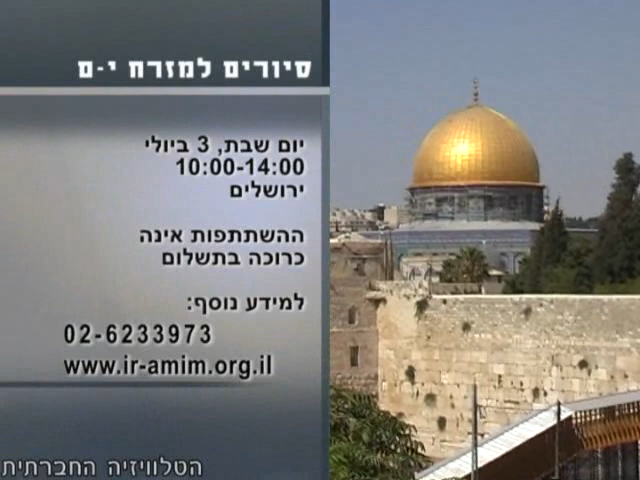 סיורים למזרח י-ם
יום שבת, 3 ביולי
10:00-14:00
ירושלים
ההשתתפות אינה
כרוכה בתשלום
למידע נוסף:
02-6233973
www.ir-amim.org.il
הטלוויזיה החברתית